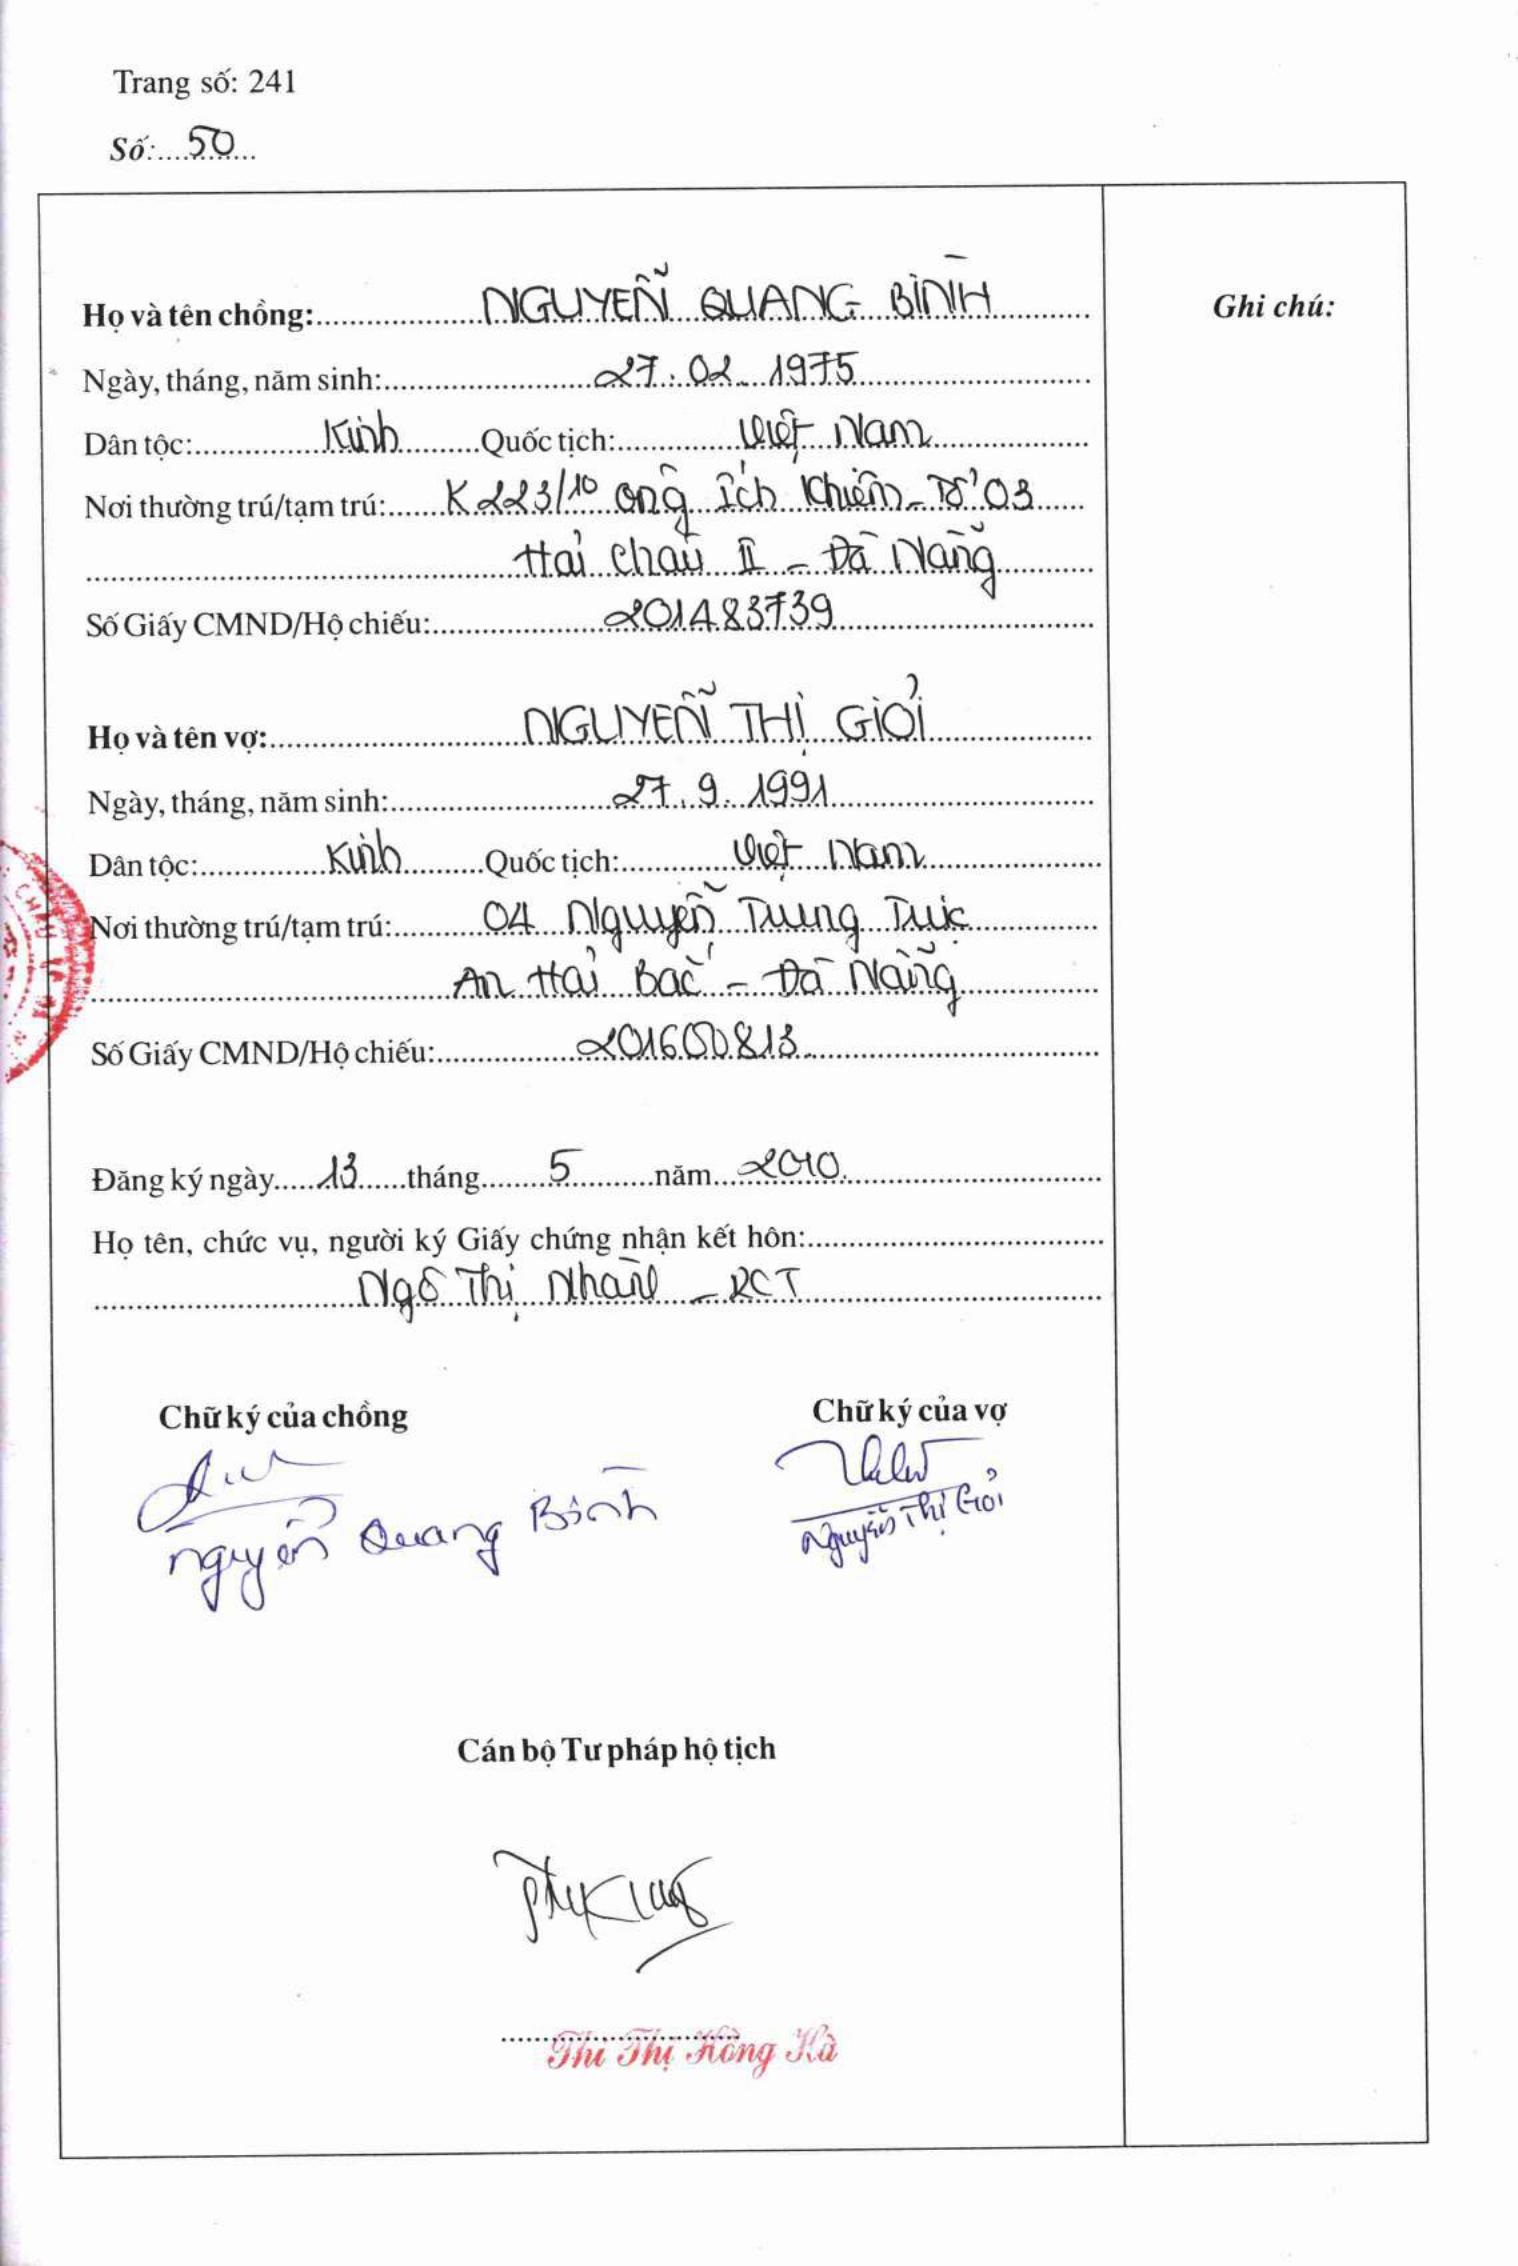 Trang số: 241
Số: 50
Họ và tên chồng: NGUYỄN QUANG BÌNH
Ghi chú:
Ngày, tháng, năm sinh: 27.02.1975
Dân tộc: Kinh Quốc tịch: Việt Nam
Nơi thường trú/tạm trú: K223/10 Ông Ích Khiêm - Tổ 03
Hải Châu II - Đà Nẵng
Số Giấy CMND/Hộ chiếu: 201483739
Họ và tên vợ: NGUYỄN THỊ GIỎI
Ngày, tháng, năm sinh: 27.9.1991
Dân tộc: Kinh Quốc tịch: Việt Nam
Nơi thường trú/tạm trú: 04 Nguyễn Trung Trực
An Hải Bắc - Đà Nẵng
Số Giấy CMND/Hộ chiếu: 201600813
Đăng ký ngày 13 tháng 5 năm 2010
Họ tên, chức vụ, người ký Giấy chứng nhận kết hôn:
Ngô Thị - PCT
Chữ ký của chồng
Chữ ký của vợ
Nguyễn Quang Bình
Nguyễn Thị Giỏi
Cán bộ Tư pháp hộ tịch
Thi Thị Hồng Hà